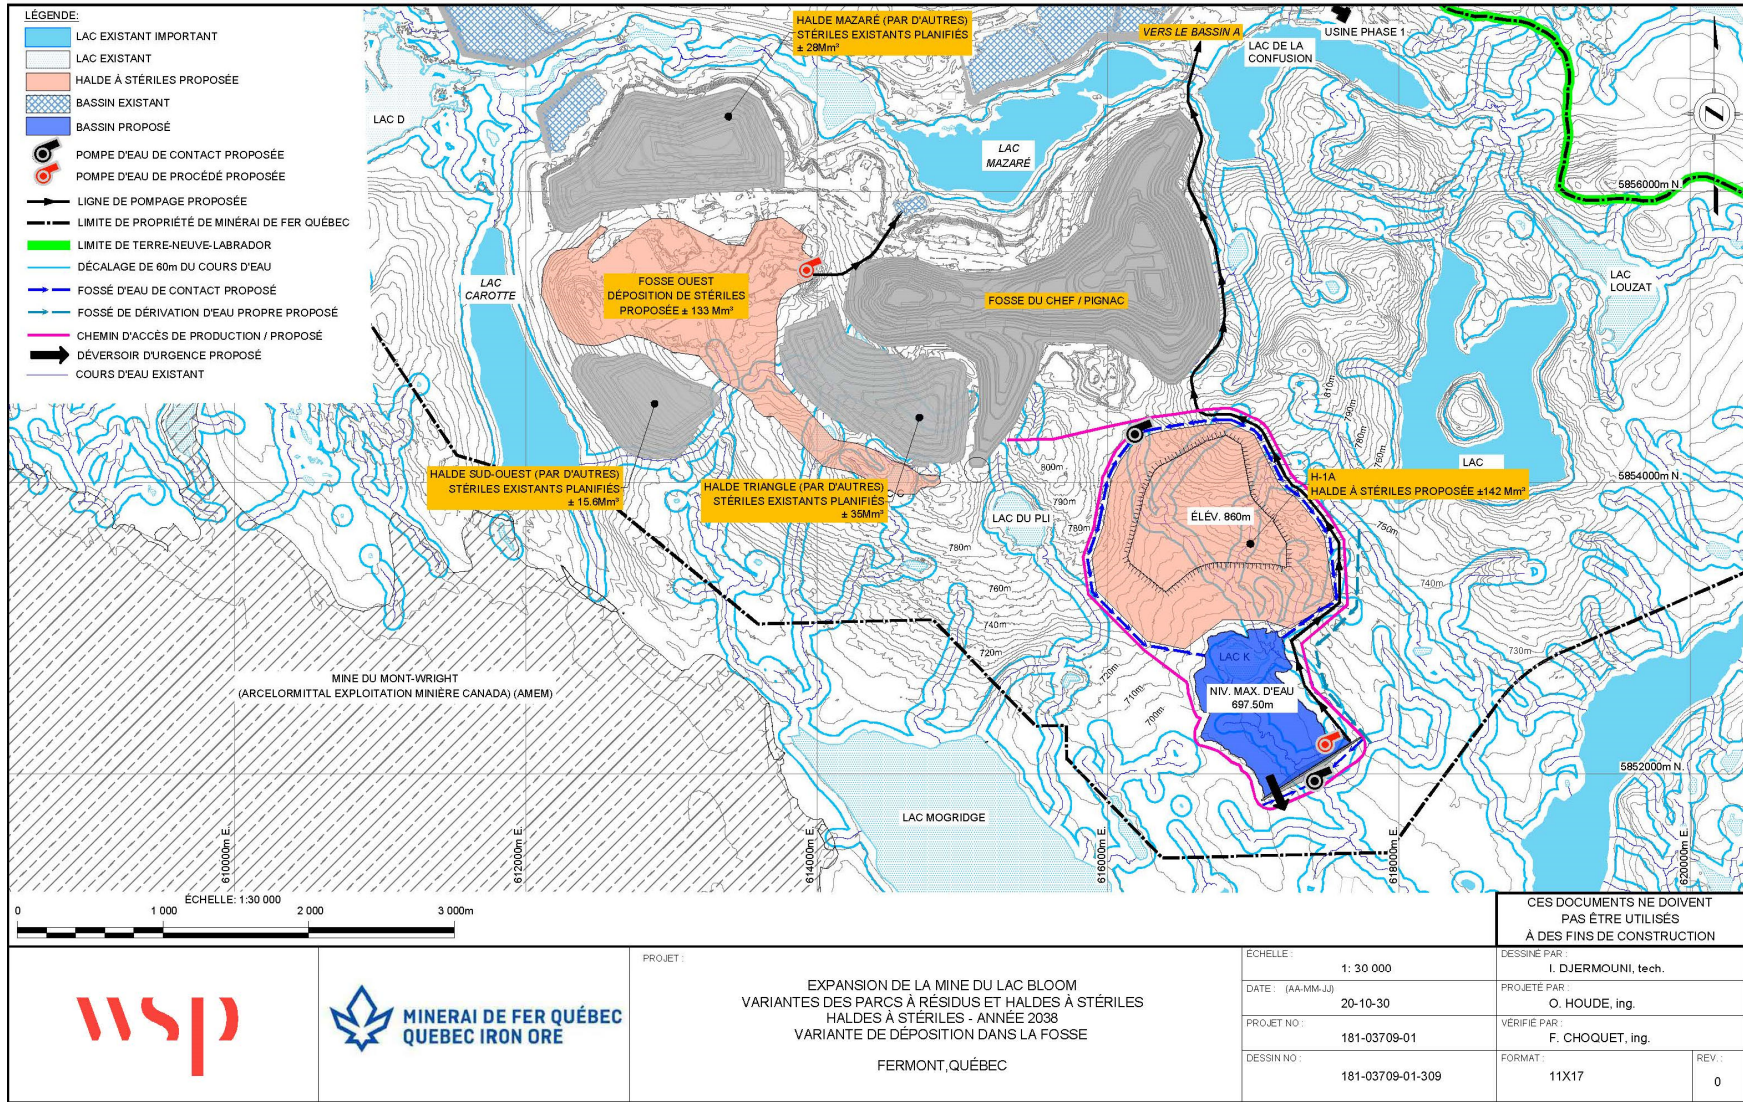 LÉGENDE:
LAC EXISTANT IMPORTANT
LAC EXISTANT
HALDE À STÉRILES PROPOSÉE
BASSIN EXISTANT
BASSIN PROPOSÉ
POMPE D'EAU DE CONTACT PROPOSÉE
POMPE D'EAU DE PROCÉDÉ PROPOSÉE
LIGNE DE POMPAGE PROPOSÉE
LIMITE DE PROPRIÉTÉ DE MINÉRAI DE FER QUÉBEC
LIMITE DE TERRE-NEUVE-LABRADOR
DÉCALAGE DE 60m DU COURS D'EAU
FOSSÉ D'EAU DE CONTACT PROPOSÉ
FOSSÉ DE DÉRIVATION D'EAU PROPRE PROPOSÉ
CHEMIN D'ACCÈS DE PRODUCTION / PROPOSÉ
DÉVERSOIR D'URGENCE PROPOSÉ
COURS D'EAU EXISTANT
HALDE MAZARÉ (PAR D'AUTRES)
STÉRILES EXISTANTS PLANIFIÉS
± 28Mm³
VERS LE BASSIN A
USINE PHASE 1
LAC DE LA
CONFUSION
LAC D
LAC
MAZARÉ
Z
5856000m N.
LAC
CAROTTE
FOSSE OUEST
DÉPOSITION DE STÉRILES
PROPOSÉE ± 133 Mm³
FOSSE DU CHEF / PIGNAC
LAC
LOUZAT
810m
790m
780m
760m
HALDE SUD-OUEST (PAR D'AUTRES)
STÉRILES EXISTANTS PLANIFIÉS
± 15.6Mm³
HALDE TRIANGLE (PAR D'AUTRES)
STÉRILES EXISTANTS PLANIFIÉS
± 35Mm³
800m
790m
780m
LAC DU PLI
H-1A
HALDE À STÉRILES PROPOSÉE ±142 Mm³
LAC
5854000m N.
ÉLÉV. 860m
750m
740m
780m
760m
740m
720m
730m
720m
710m
700m
LAC K
NIV. MAX. D'EAU
697.50m
MINE DU MONT-WRIGHT
(ARCELORMITTAL EXPLOITATION MINIÈRE CANADA) (AMEM)
5852000m N.
LAC MOGRIDGE
610000m E.
612000m E.
614000m E.
616000m E.
618000m E.
620000m E.
ÉCHELLE: 1:30 000
0 1 000 2 000 3 000m
CES DOCUMENTS NE DOIVENT
PAS ÊTRE UTILISÉS
À DES FINS DE CONSTRUCTION
wsp
MINERAI DE FER QUÉBEC
QUEBEC IRON ORE
PROJET :
EXPANSION DE LA MINE DU LAC BLOOM
VARIANTES DES PARCS À RÉSIDUS ET HALDES À STÉRILES
HALDES À STÉRILES - ANNÉE 2038
VARIANTE DE DÉPOSITION DANS LA FOSSE
FERMONT,QUÉBEC
ÉCHELLE :
1: 30 000
DATE : (AA-MM-JJ)
20-10-30
PROJET NO :
181-03709-01
DESSIN NO :
181-03709-01-309
DESSINÉ PAR :
I. DJERMOUNI, tech.
PROJETÉ PAR :
O. HOUDE, ing.
VÉRIFIÉ PAR :
F. CHOQUET, ing.
FORMAT :
11X17
REV. :
0